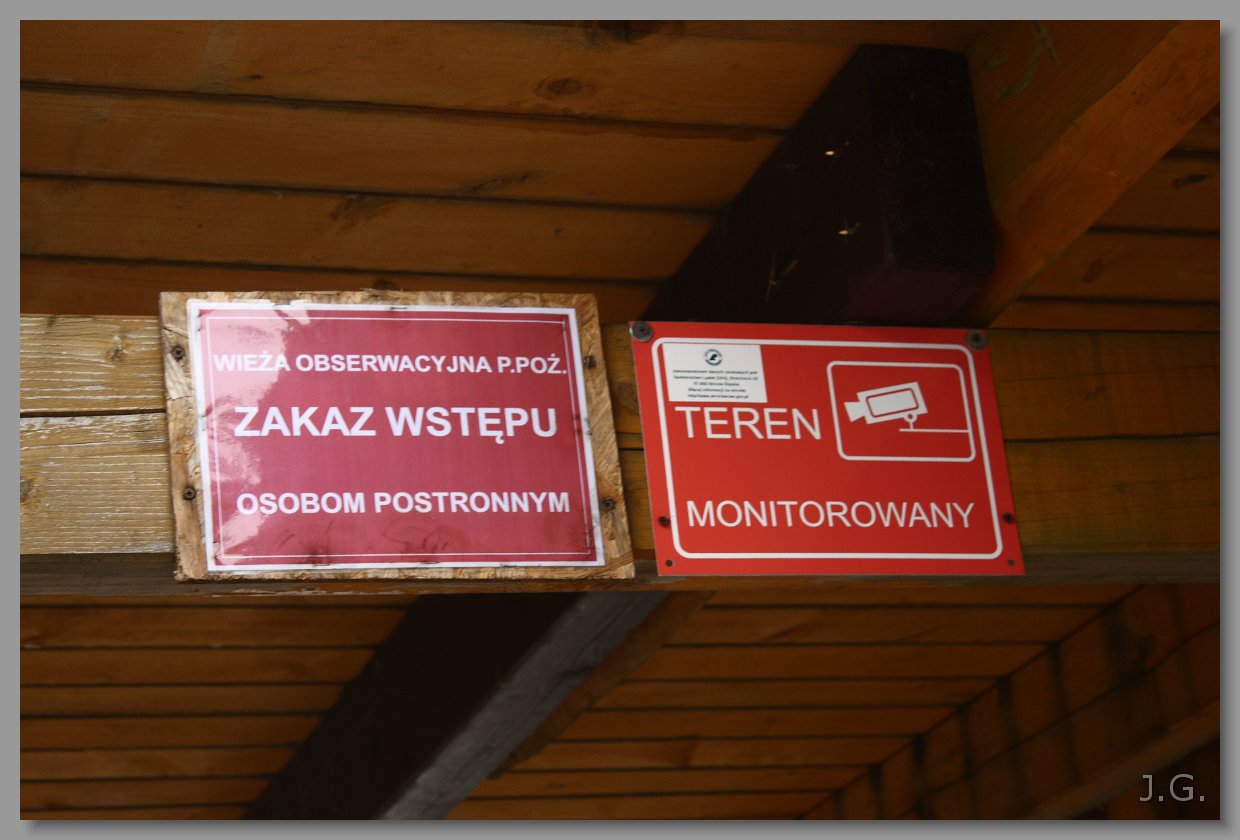 WIEŻA OBSERWACYJNA P.POŻ.
ZAKAZ WSTĘPU
OSOBOM POSTRONNYM
TEREN
MONITOROWANY
J.G.